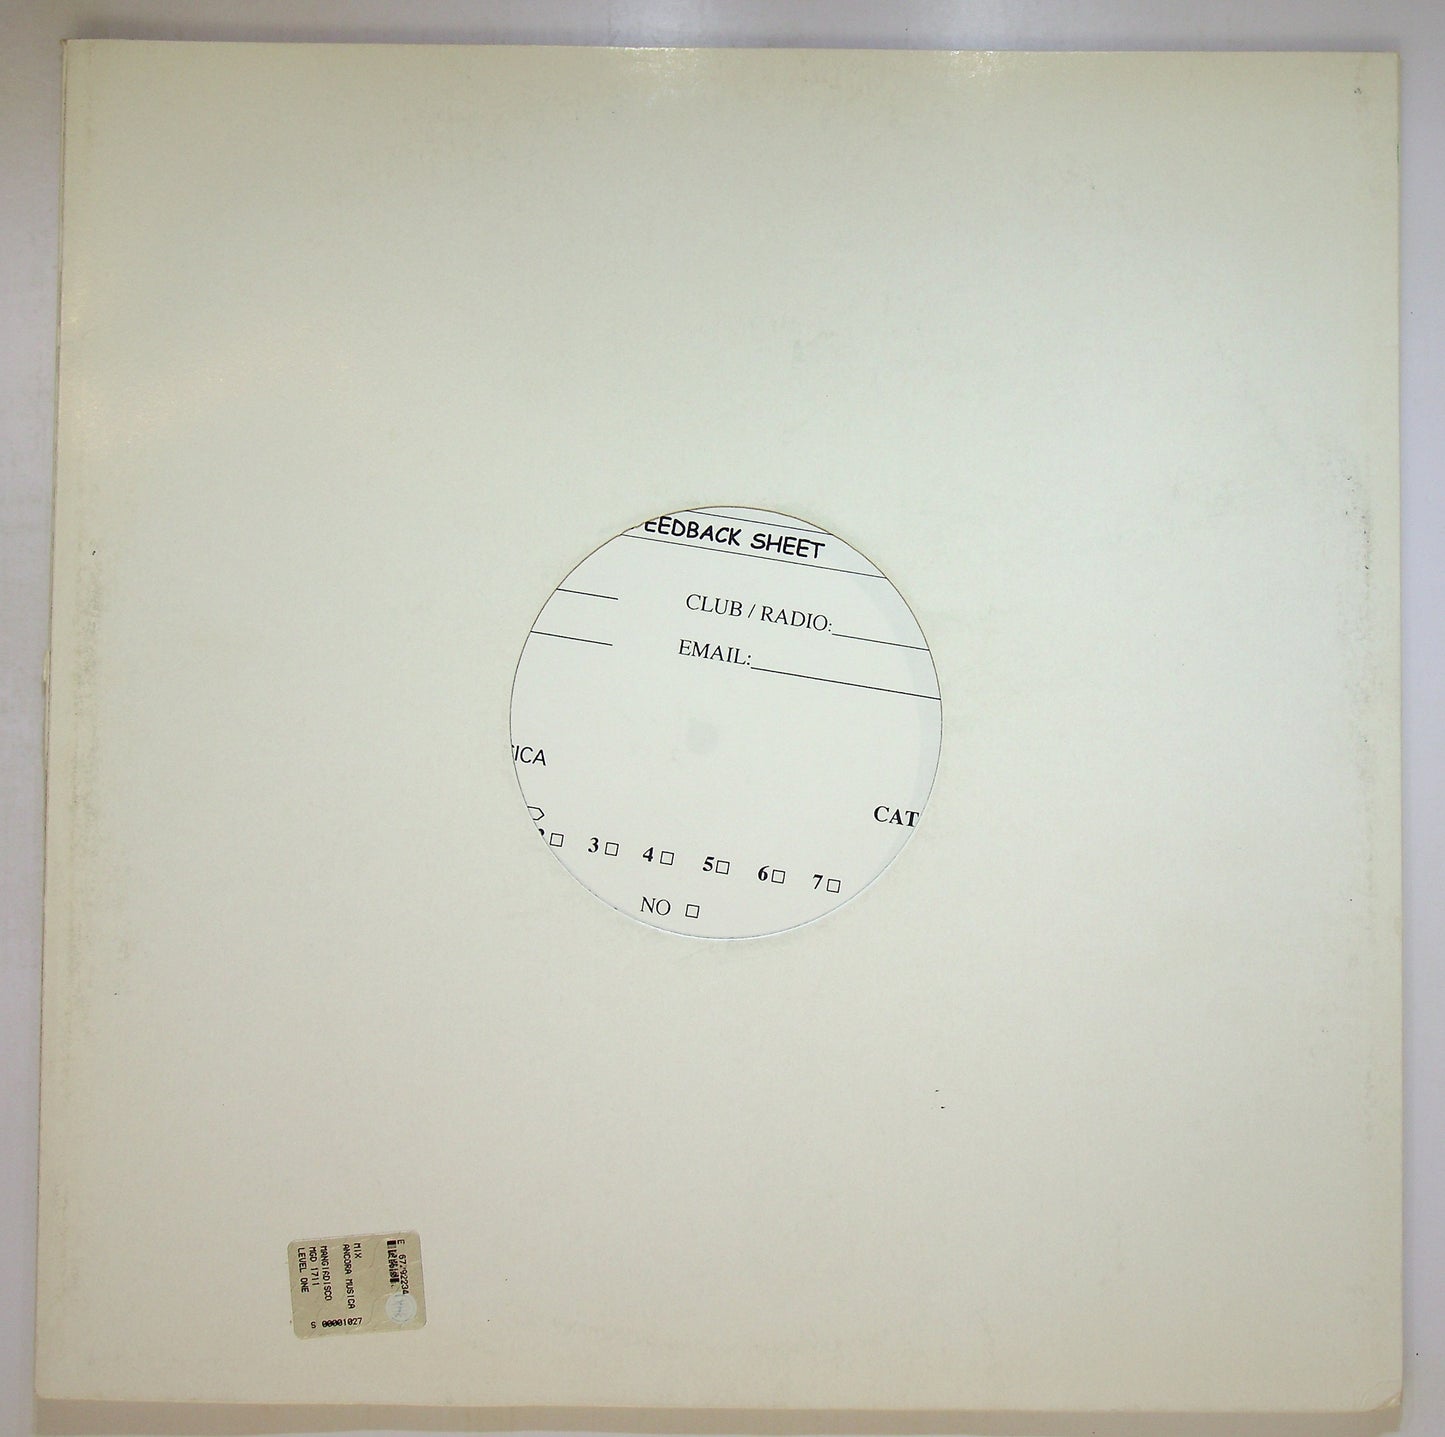 EEDBACK SHEET
CLUB / RADIO:
EMAIL:
ICA
CAT
3 4 5 6 7
NO
MIX
ANCORA MUSICA
MANGIADISCO
MGD 1711
LEVEL ONE
S 00001027